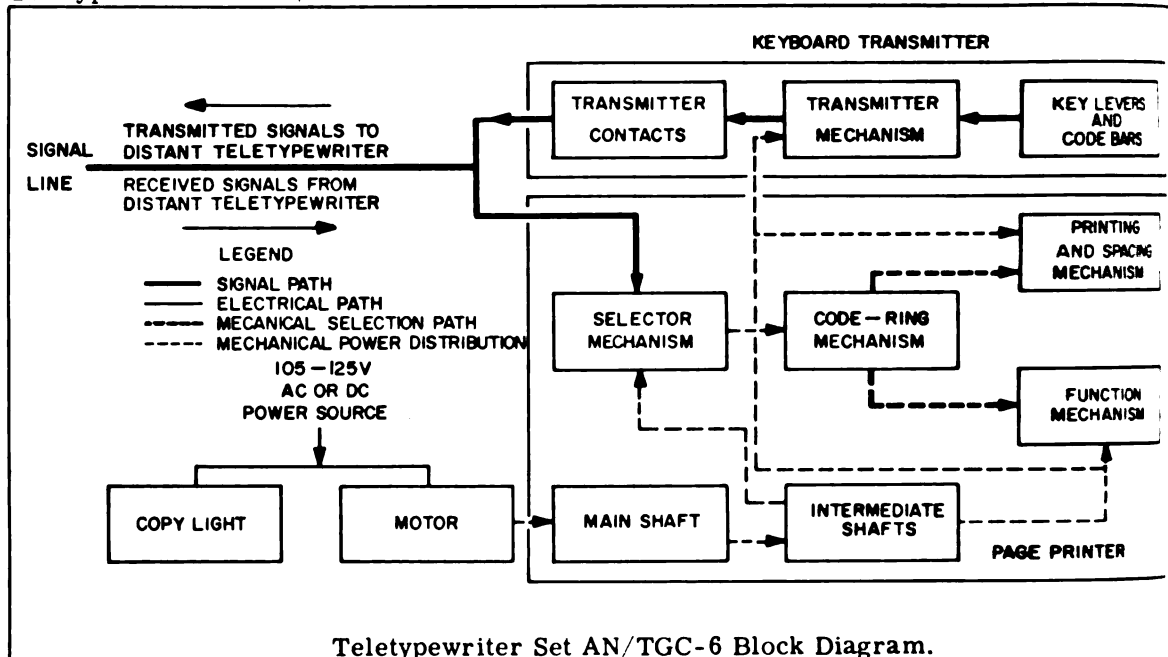 KEYBOARD TRANSMITTER
TRANSMITTER
CONTACTS
TRANSMITTER
MECHANISM
KEY LEVERS
AND
CODE BARS
TRANSMITTED SIGNALS TO
DISTANT TELETYPEWRITER
SIGNAL
LINE
RECEIVED SIGNALS FROM
DISTANT TELETYPEWRITER
LEGEND
SIGNAL PATH
ELECTRICAL PATH
MECANICAL SELECTION PATH
MECHANICAL POWER DISTRIBUTION
105-125V
AC OR DC
POWER SOURCE
PRINTING
AND SPACING
MECHANISM
SELECTOR
MECHANISM
CODE-RING
MECHANISM
FUNCTION
MECHANISM
COPY LIGHT
MOTOR
MAIN SHAFT
INTERMEDIATE
SHAFTS
PAGE PRINTER
Teletypewriter Set AN/TGC-6 Block Diagram.